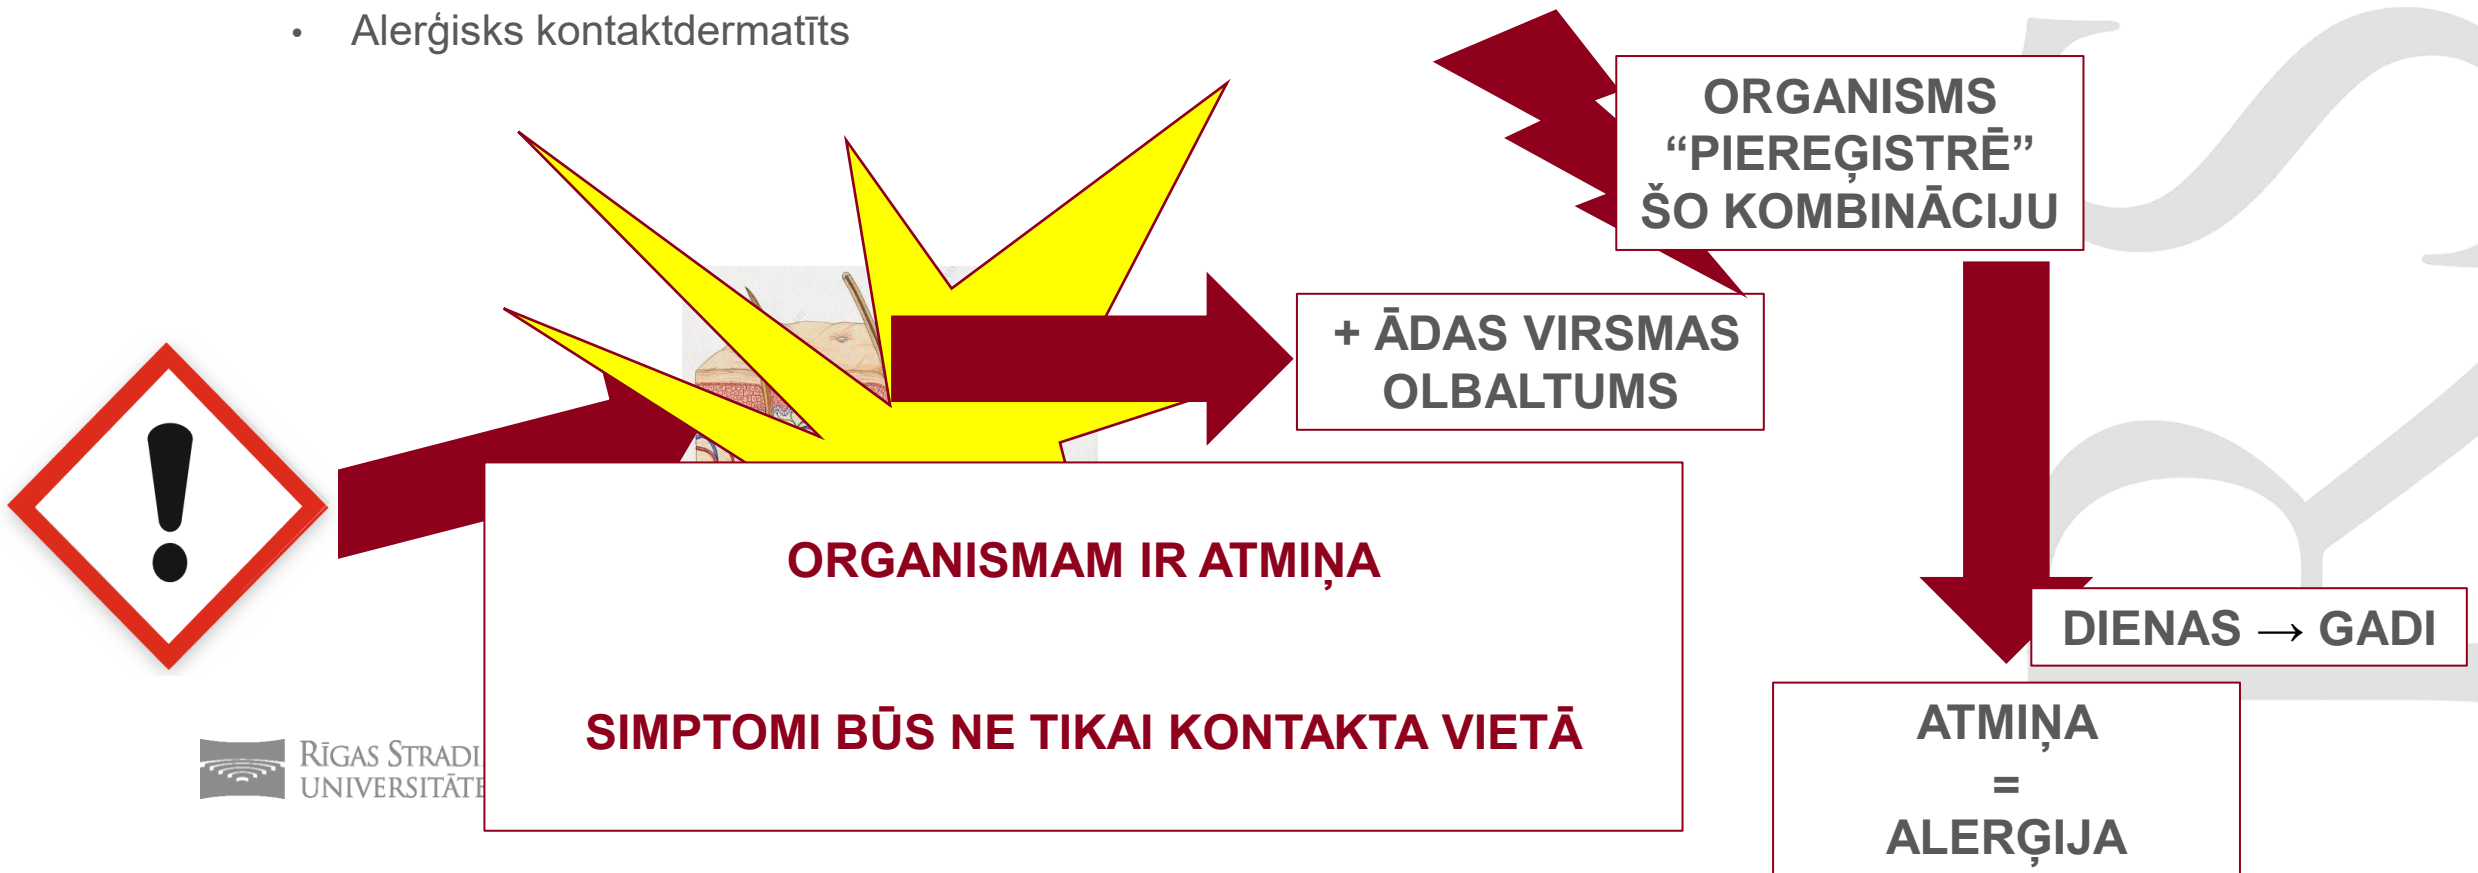 • Alerģisks kontaktdermatīts
ORGANISMS
“PIEREĢISTRĒ”
ŠO KOMBINĀCIJU
+ ĀDAS VIRSMAS
OLBALTUMS
ORGANISMAM IR ATMIŅA
SIMPTOMI BŪS NE TIKAI KONTAKTA VIETĀ
DIENAS → GADI
ATMIŅA
=
ALERĢIJA
RĪGAS
UNIVERSITĀTE